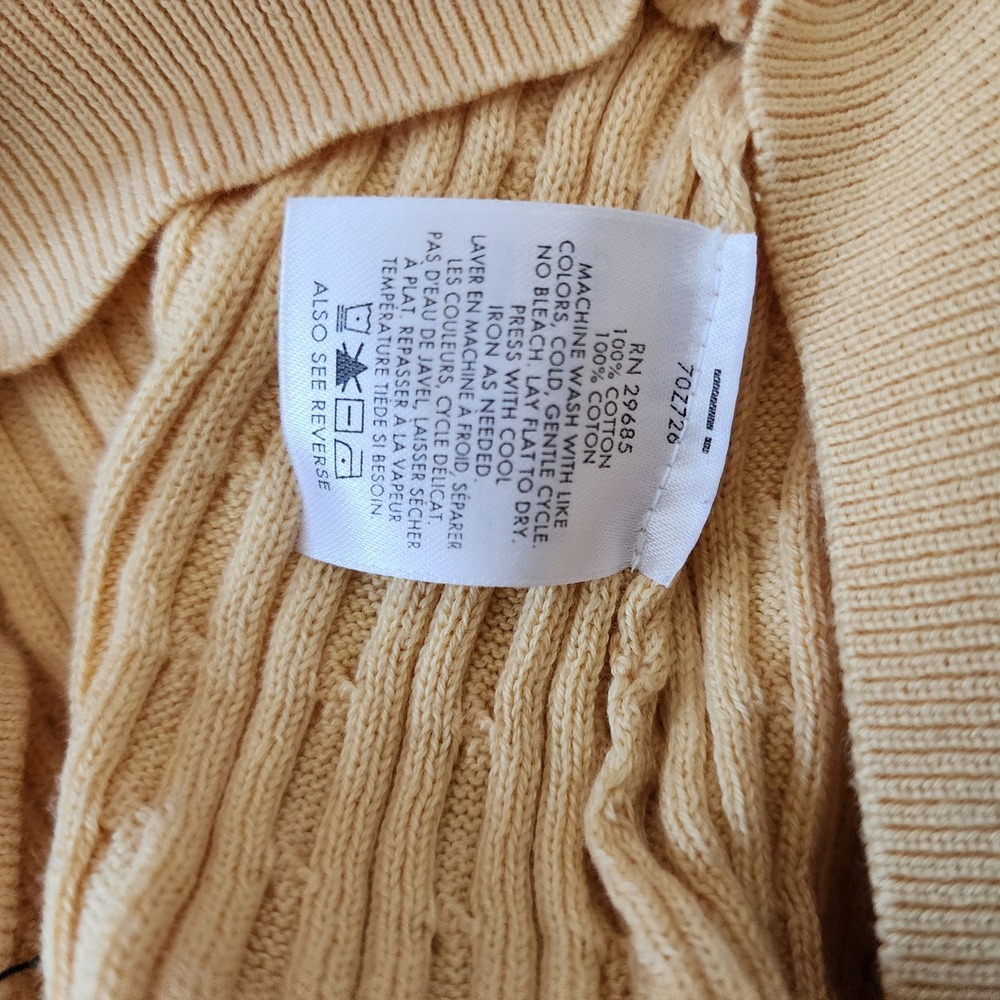 70Z726
RN 29685
100% COTTON
100% COTON
MACHINE WASH WITH LIKE
COLORS, COLD, GENTLE CYCLE.
NO BLEACH. LAY FLAT TO DRY.
PRESS WITH COOL
IRON AS NEEDED.
LAVER EN MACHINE A FROID, SÉPARER
LES COULEURS, CYCLE DÉLICAT.
PAS D'EAU DE JAVEL, LAISSER SÉCHER
À PLAT. REPASSER À LA VAPEUR
TEMPÉRATURE TIÈDE SI BESOIN.
ALSO SEE REVERSE